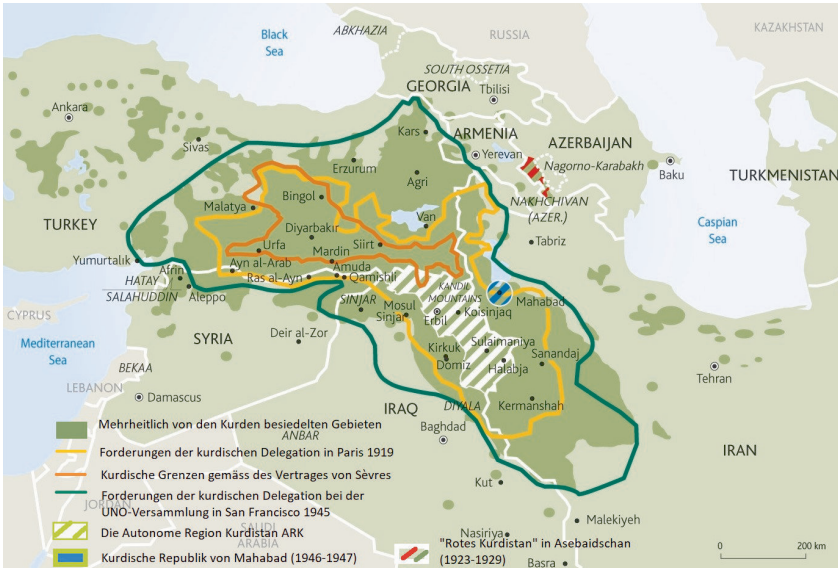 Black
Sea
ABKHAZIA
RUSSIA
KAZAKHSTAN
SOUTH OSSETIA
GEORGIA
Tbilisi
Ankara
Sivas
Kars
ARMENIA
AZERBAIJAN
Yerevan
Nagorno-Karabakh
Baku
TURKMENISTAN
Erzurum
Agri
NAKHCHIVAN
(AZER.)
Malatya
Bingol
Van
Caspian
Sea
TURKEY
Diyarbakır
Tabriz
Urfa
Mardin
Siirt
Yumurtalik
Ayn al-Arab
Amuda
Afrin
Ras al-Ayn
Qamishli
HATAY
SALAHUDDIN
Aleppo
SINJAR
KANDIL
MOUNTAINS
Mahabad
Mosul
Sinjar
Erbil
Koisinjaq
CYPRUS
SYRIA
Deir al-Zor
Mediterranean
Sea
Kirkuk
Domiz
Sulaimaniya
Halabja
Sanandaj
Tehran
BEKAA
LEBANON
Damascus
IRAQ
DIYALA
Kermanshah
Baghdad
ANBAR
IRAN
Kut
JORDAN
SAUDI
ARABIA
Malekiyeh
Nasiriya
Basra
Mehrheitlich von den Kurden besiedelten Gebieten
Forderungen der kurdischen Delegation in Paris 1919
Kurdische Grenzen gemäss des Vertrages von Sèvres
Forderungen der kurdischen Delegation bei der
UNO-Versammlung in San Francisco 1945
Die Autonome Region Kurdistan ARK
Kurdische Republik von Mahabad (1946-1947)
"Rotes Kurdistan" in Asebaidschan
(1923-1929)
0 200 km